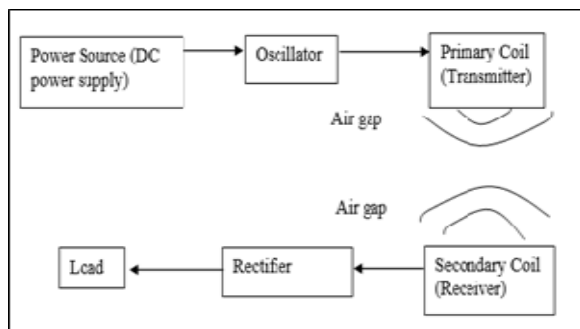 Power Source (DC
power supply)
Oscillator
Primary Coil
(Transmitter)
Air gap
Air gap
Load
Rectifier
Secondary Coil
(Receiver)